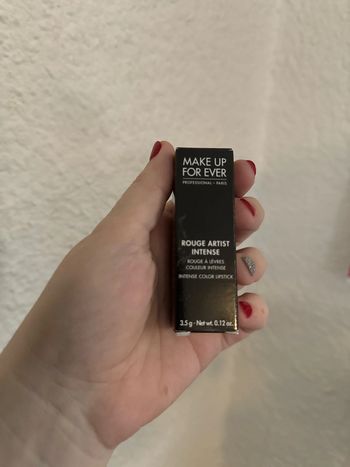 MAKE UP
FOR EVER
PROFESSIONAL - PARIS
ROUGE ARTIST
INTENSE
ROUGE À LÈVRES
COULEUR INTENSE
INTENSE COLOR LIPSTICK
3.5 g - Net wt. 0.12 oz.